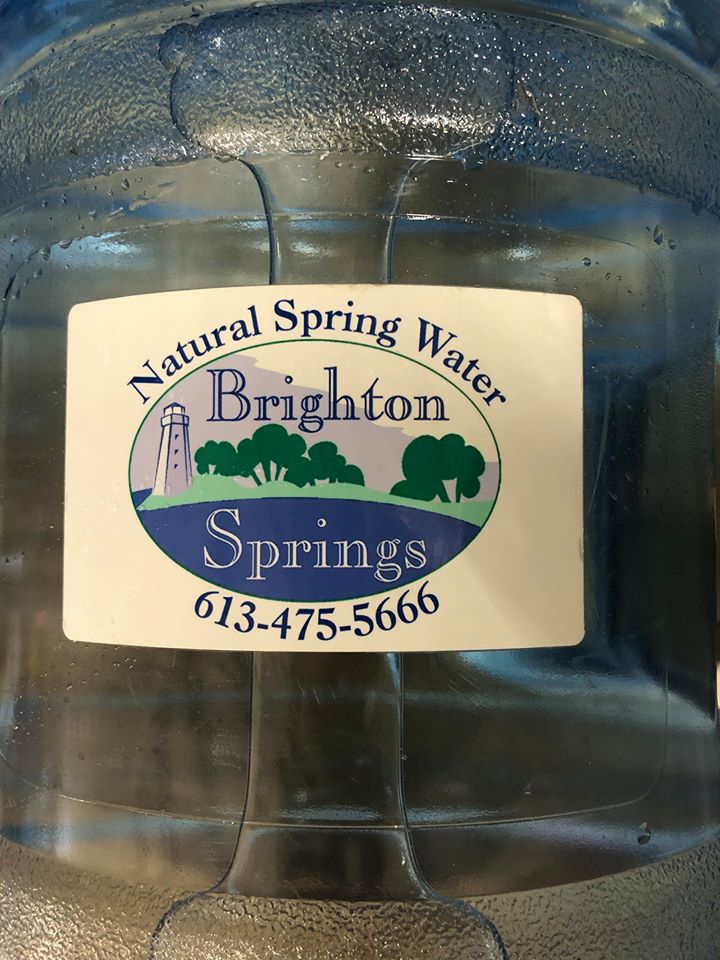 Natural Spring Water
Brighton
Springs
613-475-5666